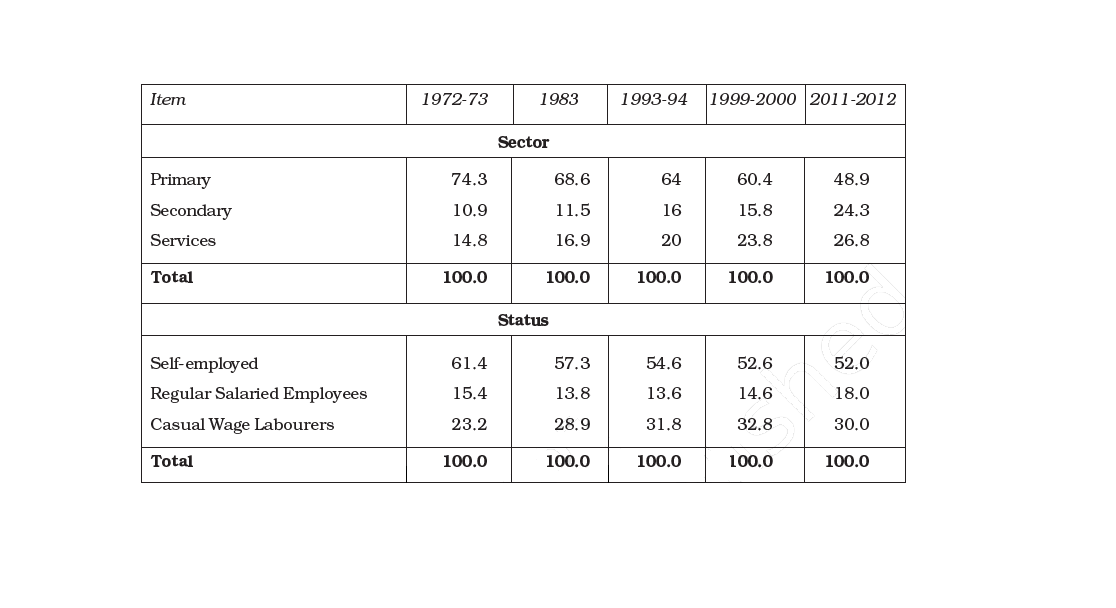 Item 1972-73 1983 1993-94 1999-2000 2011-2012
Sector
Primary 74.3 68.6 64 60.4 48.9
Secondary 10.9 11.5 16 15.8 24.3
Services 14.8 16.9 20 23.8 26.8
Total 100.0 100.0 100.0 100.0 100.0
Status
Self-employed 61.4 57.3 54.6 52.6 52.0
Regular Salaried Employees 15.4 13.8 13.6 14.6 18.0
Casual Wage Labourers 23.2 28.9 31.8 32.8 30.0
Total 100.0 100.0 100.0 100.0 100.0
shed